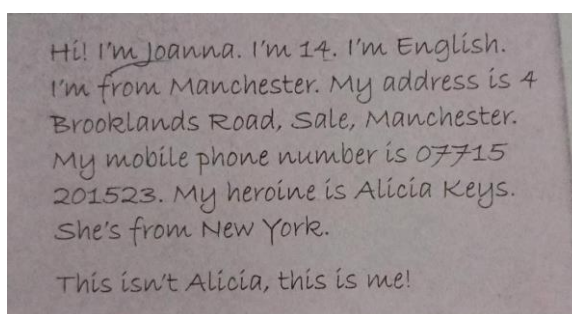 Hi! I'm Joanna. I'm 14. I'm English.
I'm from Manchester. My address is 4
Brooklands Road, Sale, Manchester.
My mobile phone number is 07715
201523. My heroine is Alicia Keys.
She's from New York.
This isn't Alicia, this is me!